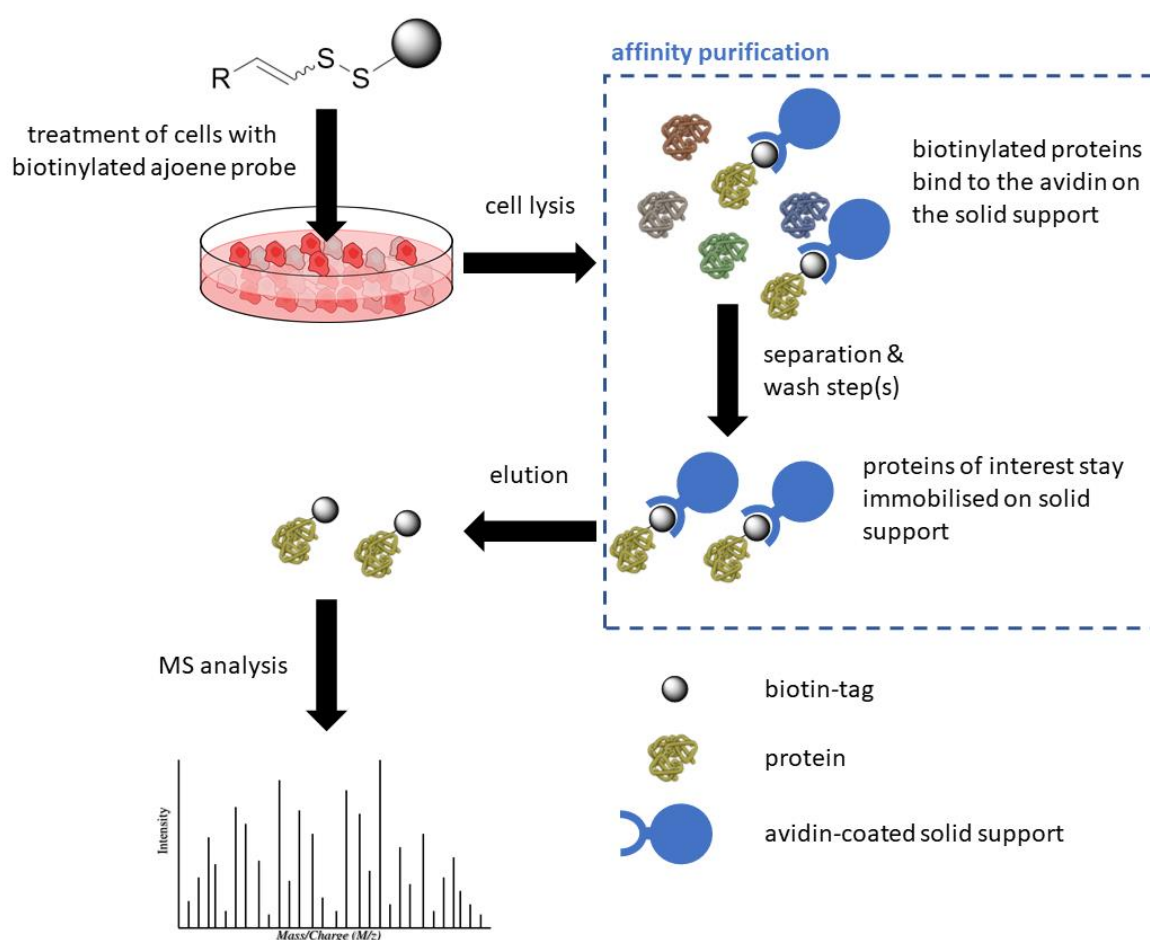 R
S
S
treatment of cells with
biotinylated ajoene probe
cell lysis
affinity purification
biotinylated proteins
bind to the avidin on
the solid support
separation &
wash step(s)
proteins of interest stay
immobilised on solid
support
elution
MS analysis
Intensity
Mass/Charge (M/z)
biotin-tag
protein
avidin-coated solid support